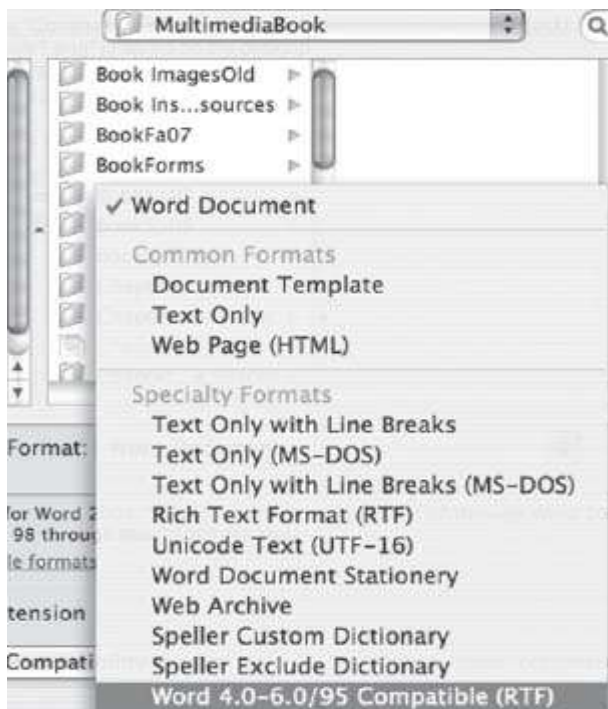 MultimediaBook
Book ImagesOld
Book Ins...sources
BookFa07
BookForms
✓ Word Document
Common Formats
Document Template
Text Only
Web Page (HTML)
Specialty Formats
Text Only with Line Breaks
Format:
Text Only (MS-DOS)
Text Only with Line Breaks (MS-DOS)
for Word
Rich Text Format (RTF)
98 through
Unicode Text (UTF-16)
le formats
Word Document Stationery
tension
Web Archive
Speller Custom Dictionary
Compati
Speller Exclude Dictionary
Word 4.0-6.0/95 Compatible (RTF)